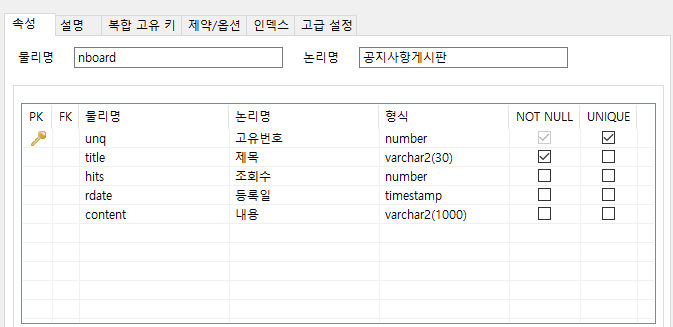 속성 설명 복합 고유 키 제약/옵션 인덱스 고급 설정
물리명 nboard 논리명 공지사항게시판
PK FK 물리명 논리명 형식 NOT NULL UNIQUE
unq 고유번호 number
title 제목 varchar2(30)
hits 조회수 number
rdate 등록일 timestamp
content 내용 varchar2(1000)